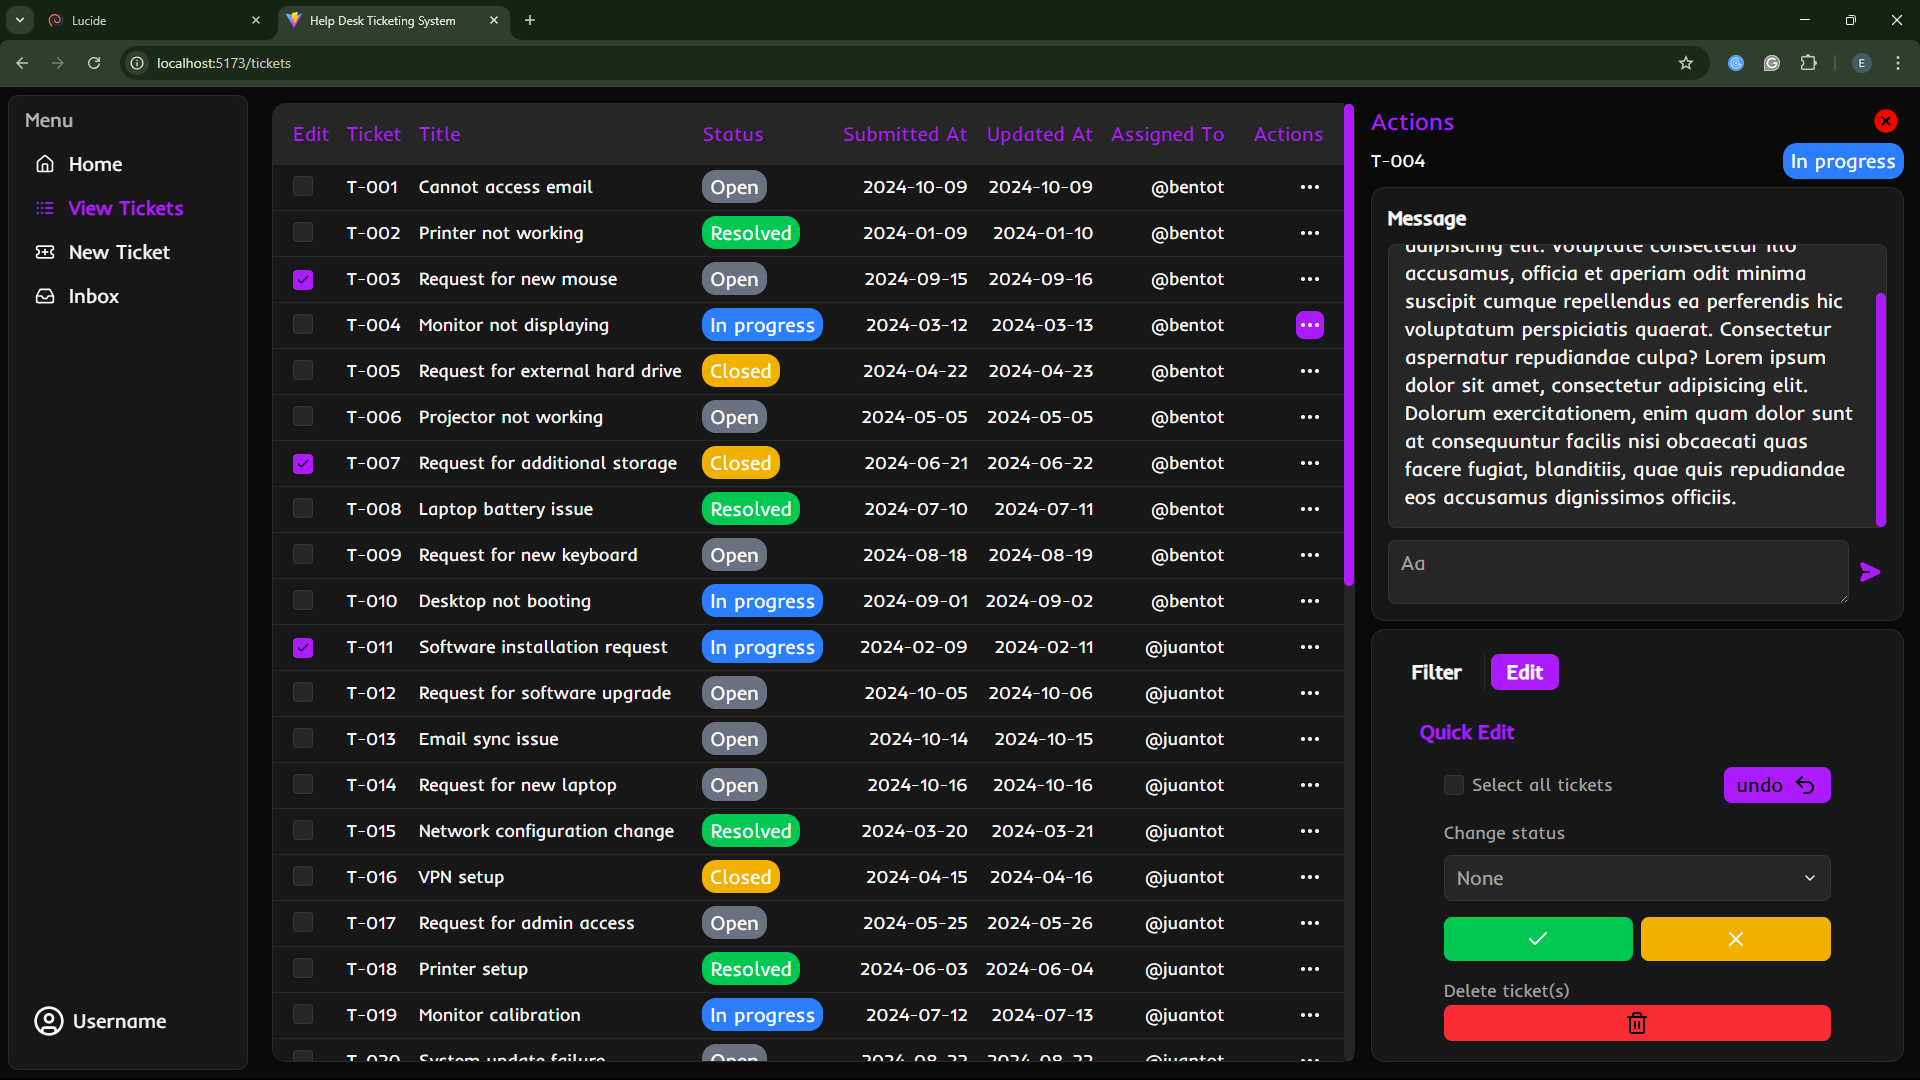 Lucide
Help Desk Ticketing System
localhost:5173/tickets
E
Menu
Home
View Tickets
New Ticket
Inbox
Username
Edit Ticket Title Status Submitted At Updated At Assigned To Actions
T-001 Cannot access email Open 2024-10-09 2024-10-09 @bentot
T-002 Printer not working Resolved 2024-01-09 2024-01-10 @bentot
T-003 Request for new mouse Open 2024-09-15 2024-09-16 @bentot
T-004 Monitor not displaying In progress 2024-03-12 2024-03-13 @bentot
T-005 Request for external hard drive Closed 2024-04-22 2024-04-23 @bentot
T-006 Projector not working Open 2024-05-05 2024-05-05 @bentot
T-007 Request for additional storage Closed 2024-06-21 2024-06-22 @bentot
T-008 Laptop battery issue Resolved 2024-07-10 2024-07-11 @bentot
T-009 Request for new keyboard Open 2024-08-18 2024-08-19 @bentot
T-010 Desktop not booting In progress 2024-09-01 2024-09-02 @bentot
T-011 Software installation request In progress 2024-02-09 2024-02-11 @juantot
T-012 Request for software upgrade Open 2024-10-05 2024-10-06 @juantot
T-013 Email sync issue Open 2024-10-14 2024-10-15 @juantot
T-014 Request for new laptop Open 2024-10-16 2024-10-16 @juantot
T-015 Network configuration change Resolved 2024-03-20 2024-03-21 @juantot
T-016 VPN setup Closed 2024-04-15 2024-04-16 @juantot
T-017 Request for admin access Open 2024-05-25 2024-05-26 @juantot
T-018 Printer setup Resolved 2024-06-03 2024-06-04 @juantot
T-019 Monitor calibration In progress 2024-07-12 2024-07-13 @juantot
T-020 System update failure Open 2024-08-22 2024-08-22 @juantot
Actions
T-004 In progress
Message
adipisicing elit. Voluptate consectetur illo
accusamus, officia et aperiam odit minima
suscipit cumque repellendus ea perferendis hic
voluptatum perspiciatis quaerat. Consectetur
aspernatur repudiandae culpa? Lorem ipsum
dolor sit amet, consectetur adipisicing elit.
Dolorum exercitationem, enim quam dolor sunt
at consequuntur facilis nisi obcaecati quas
facere fugiat, blanditiis, quae quis repudiandae
eos accusamus dignissimos officiis.
Aa
Filter Edit
Quick Edit
Select all tickets undo
Change status
None
Delete ticket(s)